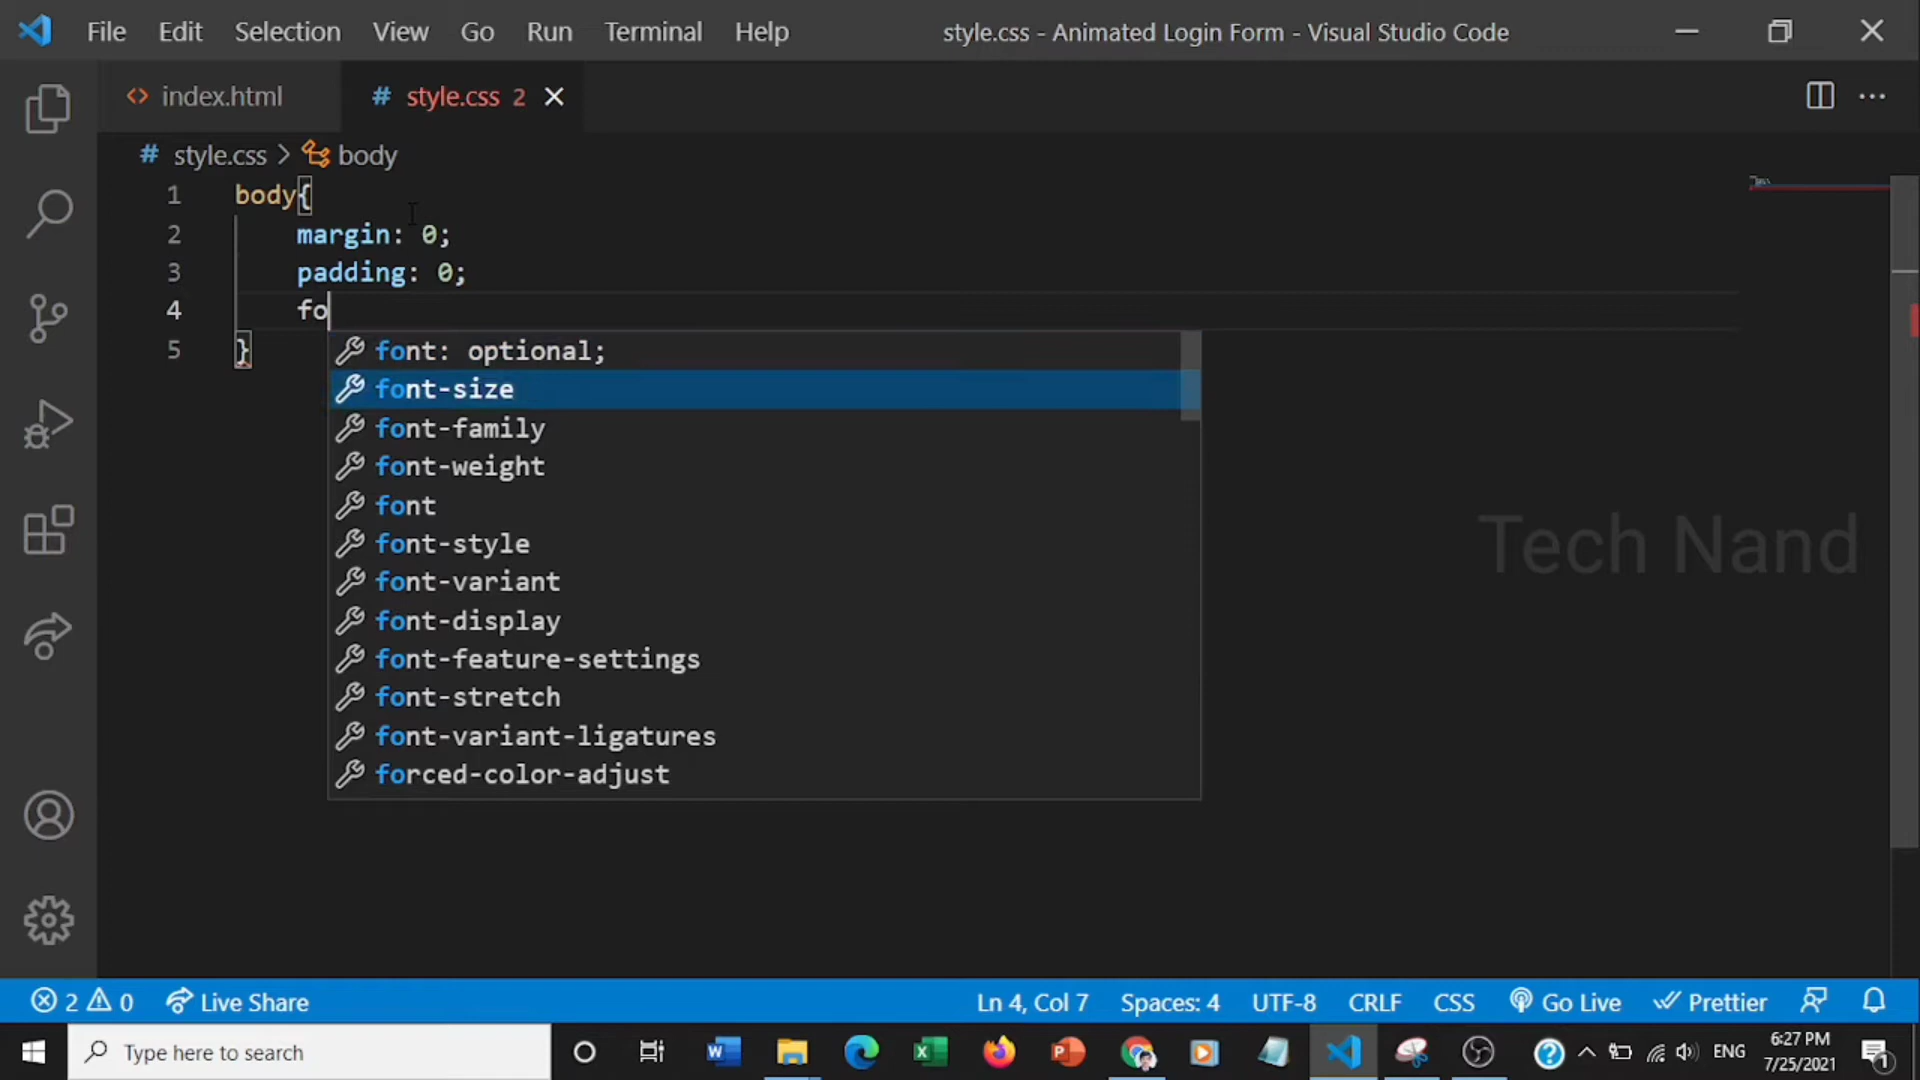 File Edit Selection View Go Run Terminal Help style.css - Animated Login Form - Visual Studio Code
<> index.html # style.css 2
# style.css > body
1 body{
2 margin: 0;
3 padding: 0;
4 fo
5 }
font: optional;
font-size
font-family
font-weight
font
font-style
font-variant
font-display
font-feature-settings
font-stretch
font-variant-ligatures
forced-color-adjust
Tech Nand
2 0 Live Share Ln 4, Col 7 Spaces: 4 UTF-8 CRLF CSS Go Live Prettier
Type here to search ENG 6:27 PM
7/25/2021 1